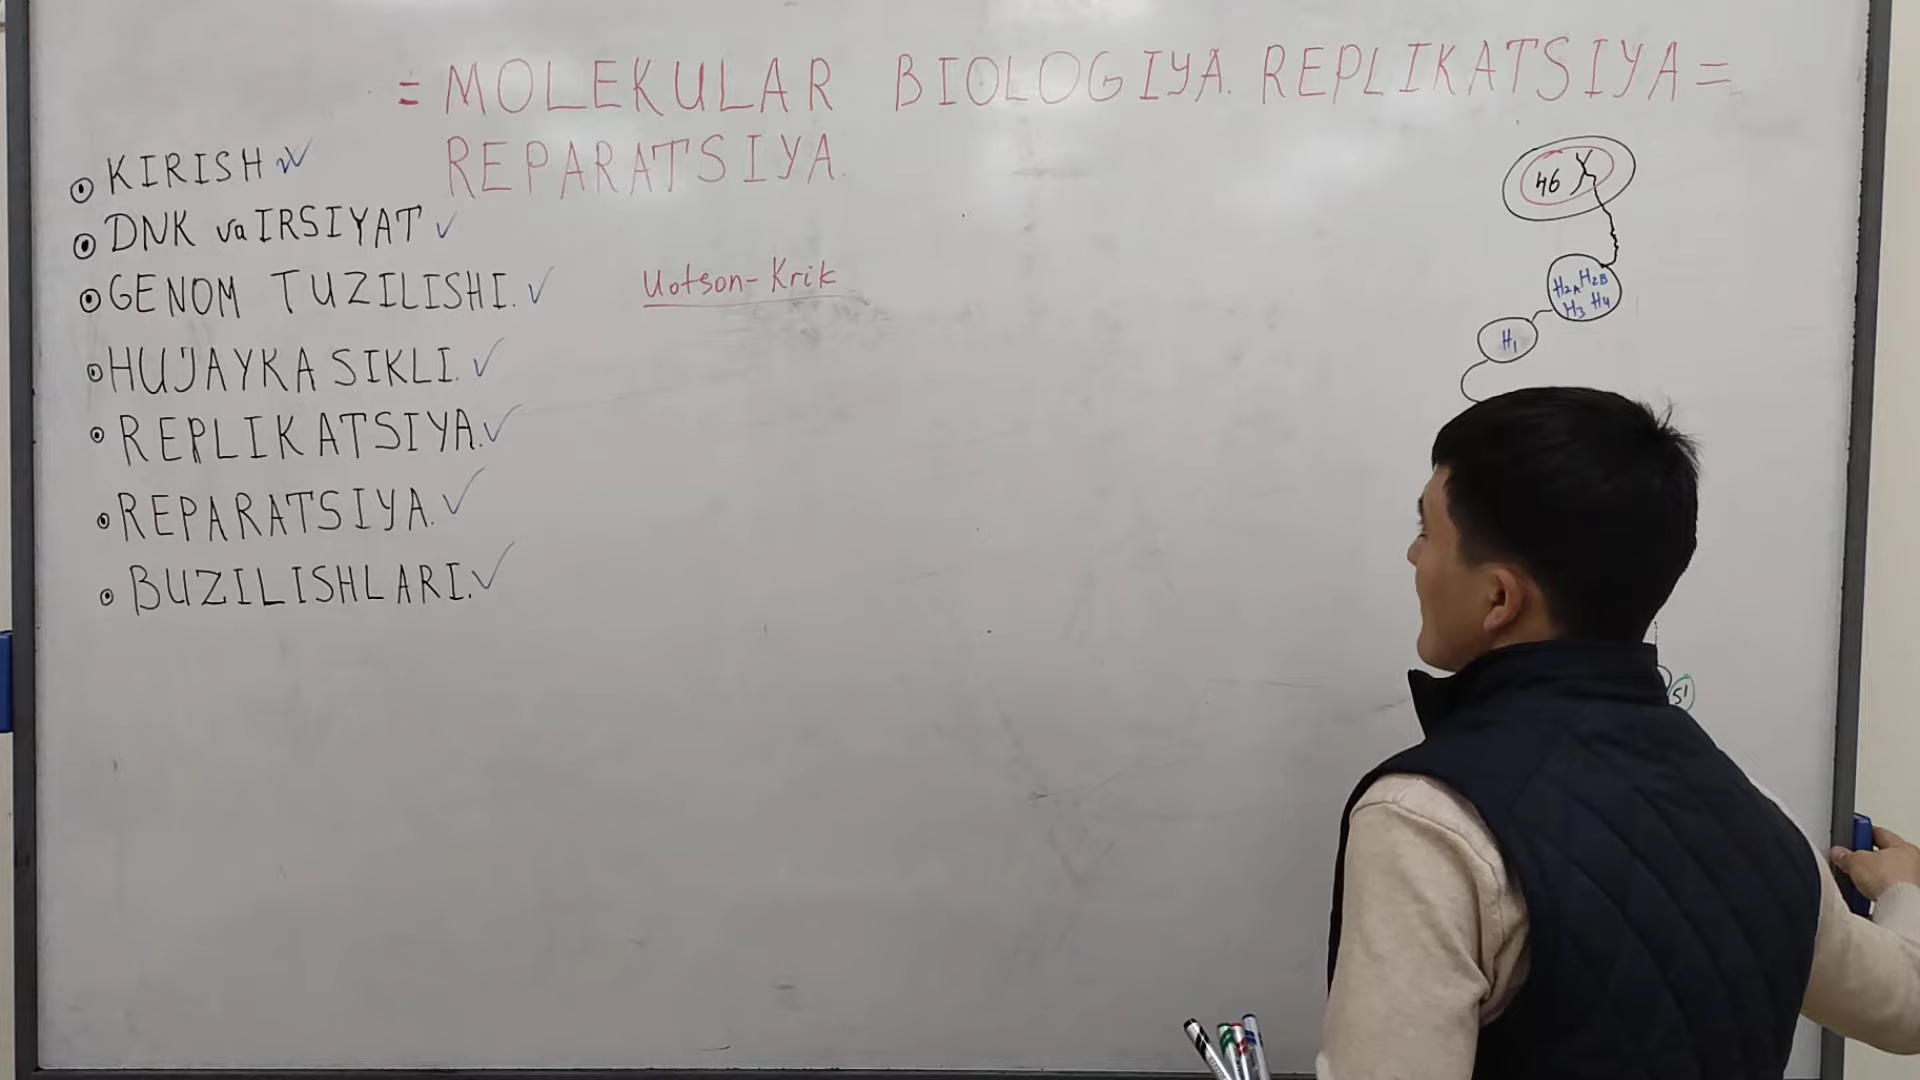 = MOLEKULAR BIOLOGIYA. REPLIKATSIYA =
REPARATSIYA.
KIRISH
DNK va IRSIYAT
GENOM TUZILISHI.
HUJAYKA SIKLI.
REPLIKATSIYA.
REPARATSIYA.
BUZILISHLARI.
Uotson-Krik
46
H2A H2B
H3 H4
H1
5'